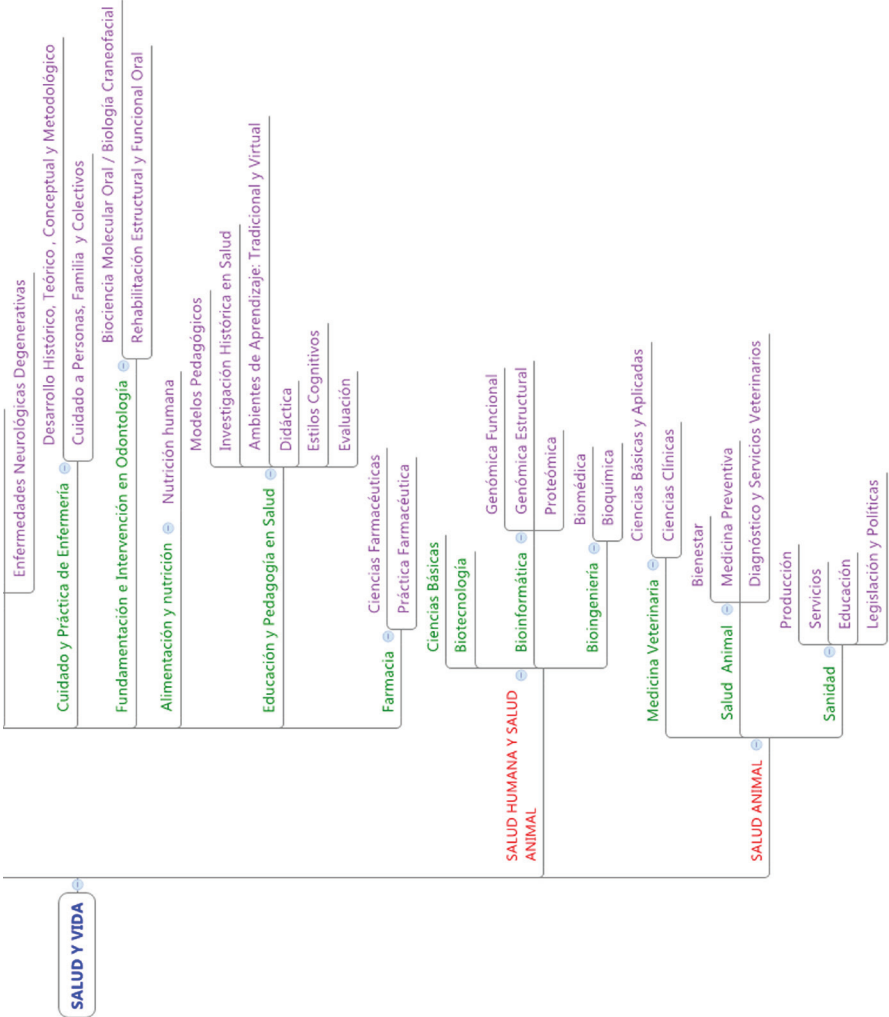 SALUD Y VIDA
Enfermedades Neurológicas Degenerativas
Cuidado y Práctica de Enfermería
Desarrollo Histórico, Teórico , Conceptual y Metodológico
Cuidado a Personas, Familia y Colectivos
Fundamentación e Intervención en Odontología
Biociencia Molecular Oral / Biología Craneofacial
Rehabilitación Estructural y Funcional Oral
Alimentación y nutrición
Nutrición humana
Educación y Pedagogía en Salud
Modelos Pedagógicos
Investigación Histórica en Salud
Ambientes de Aprendizaje: Tradicional y Virtual
Didáctica
Estilos Cognitivos
Evaluación
Farmacia
Ciencias Farmacéuticas
Práctica Farmacéutica
SALUD HUMANA Y SALUD
ANIMAL
Ciencias Básicas
Biotecnología
Bioinformática
Genómica Funcional
Genómica Estructural
Proteómica
Bioingeniería
Biomédica
Bioquímica
SALUD ANIMAL
Medicina Veterinaria
Ciencias Básicas y Aplicadas
Ciencias Clínicas
Salud Animal
Bienestar
Medicina Preventiva
Diagnóstico y Servicios Veterinarios
Sanidad
Producción
Servicios
Educación
Legislación y Políticas